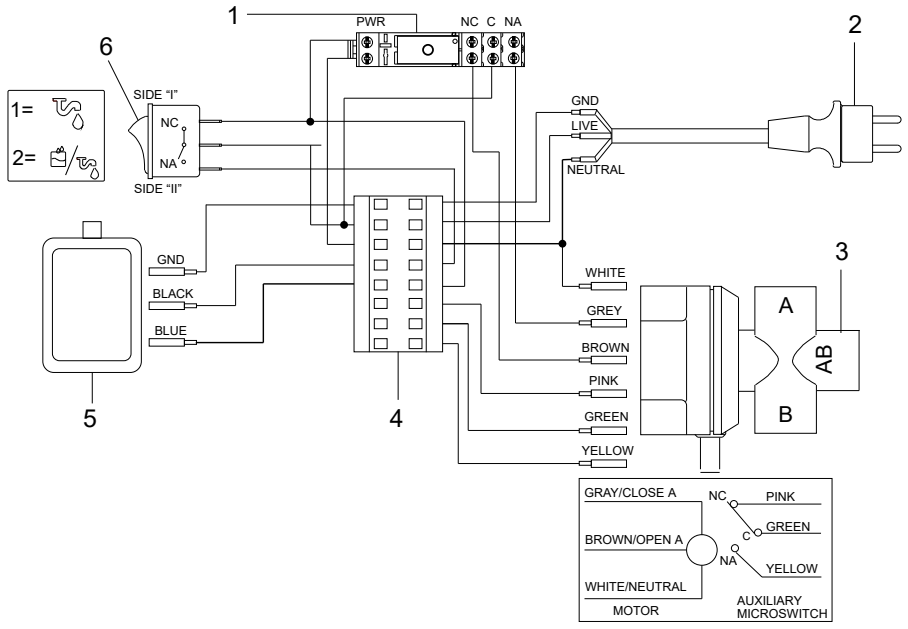 1
PWR
NC C NA
2
6
SIDE "I"
1=
NC
2=
NA
SIDE "II"
GND
LIVE
NEUTRAL
GND
BLACK
BLUE
5
4
WHITE
GREY
BROWN
PINK
GREEN
YELLOW
3
A
AB
B
GRAY/CLOSE A
BROWN/OPEN A
WHITE/NEUTRAL
MOTOR
NC
PINK
C
GREEN
NA
YELLOW
AUXILIARY
MICROSWITCH